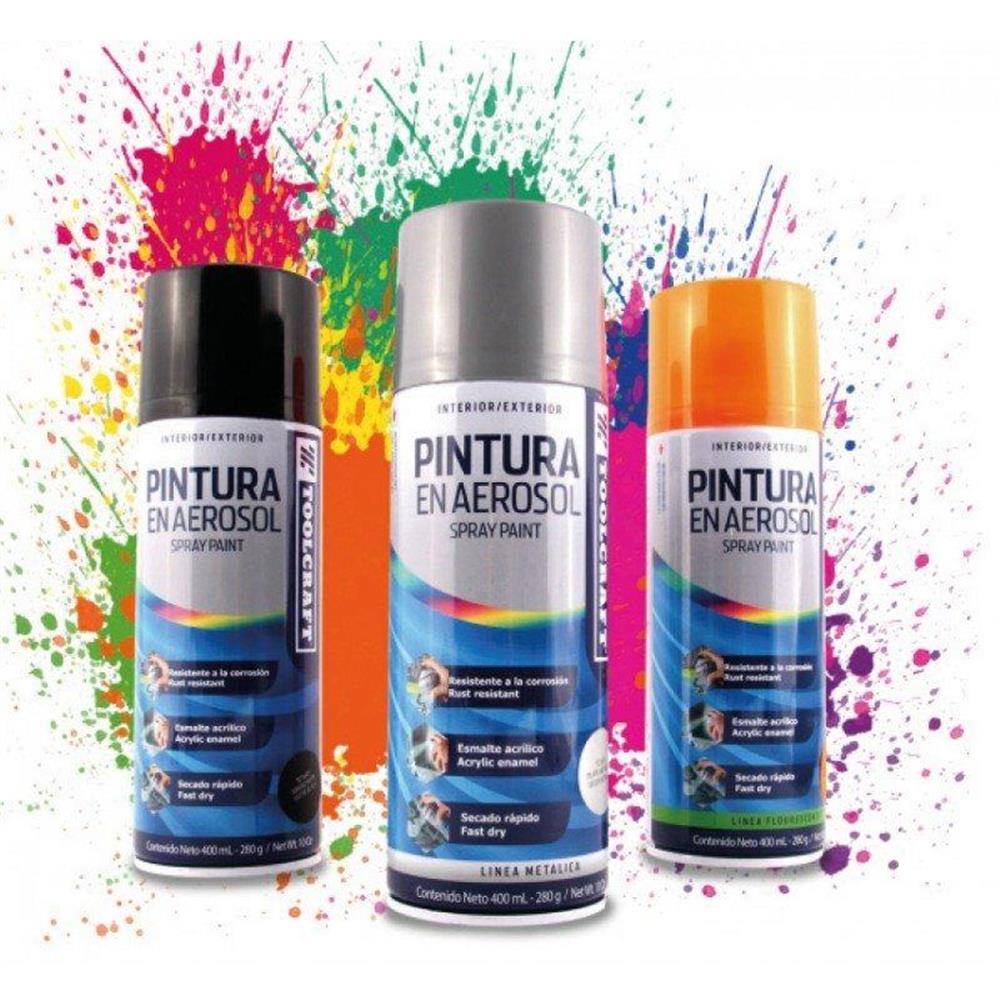 INTERIOR/EXTERIOR
PINTURA
EN AEROSOL
SPRAY PAINT
TOOLCRAFT
Resistente a la corrosión
Rust resistant
Esmalte acrílico
Acrylic enamel
Secado rápido
Fast dry
Contenido Neto 400 mL - 280 g / Net Wt. 10 Oz
INTERIOR/EXTERIOR
PINTURA
EN AEROSOL
SPRAY PAINT
TOOLCRAFT
Resistente a la corrosión
Rust resistant
Esmalte acrílico
Acrylic enamel
Secado rápido
Fast dry
LINEA METALICA
Contenido Neto 400 mL - 280 g / Net Wt.
INTERIOR/EXTERIOR
PINTURA
EN AEROSOL
SPRAY PAINT
Resistente a la corrosión
Rust resistant
Esmalte acrílico
Acrylic enamel
Secado rápido
Fast dry
LINEA FLOURESCENTE
Contenido Neto 400 mL - 280 g / Net